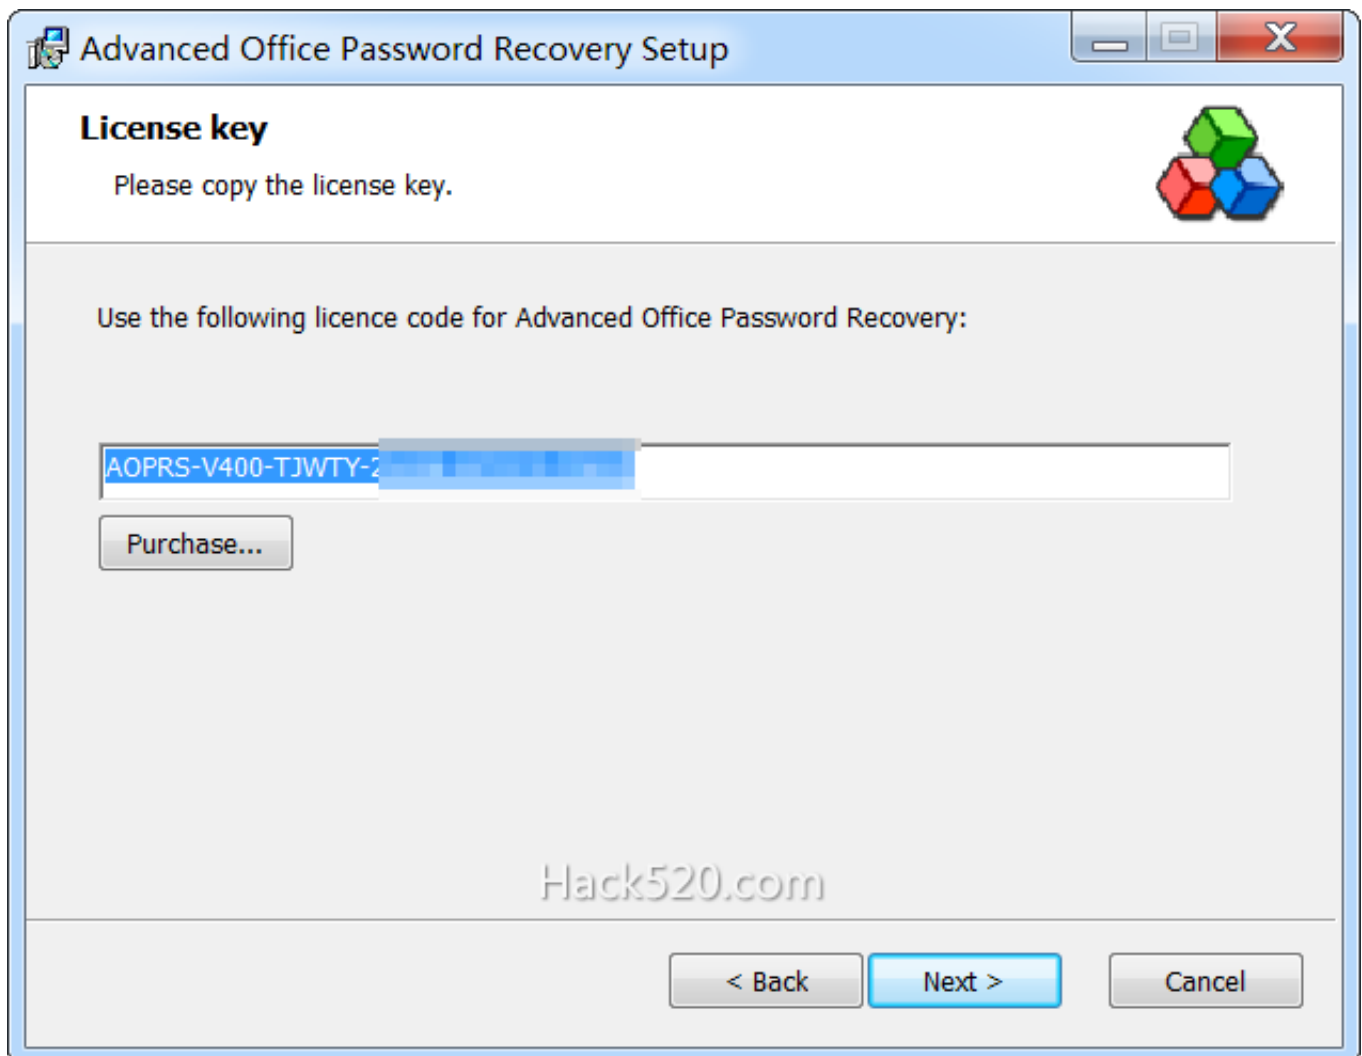 Advanced Office Password Recovery Setup
License key
Please copy the license key.
Use the following licence code for Advanced Office Password Recovery:
AOPRS-V400-TJWTY-2
Purchase...
Hack520.com
< Back
Next >
Cancel